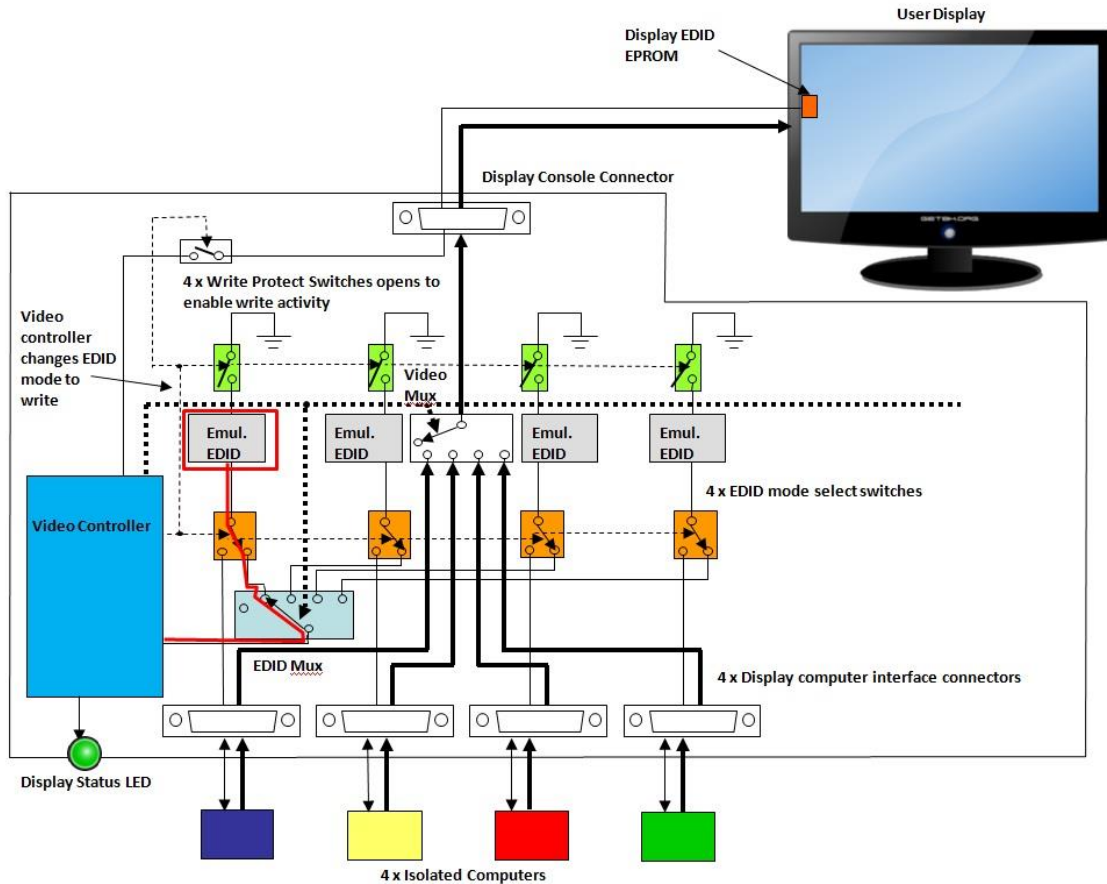 User Display
Display EDID
EPROM
GETEK.ORG
Display Console Connector
4 x Write Protect Switches opens to
enable write activity
Video
controller
changes EDID
mode to
write
Video
Mux
Emul.
EDID
Emul.
EDID
Emul.
EDID
Emul.
EDID
4 x EDID mode select switches
Video Controller
EDID Mux
4 x Display computer interface connectors
Display Status LED
4 x Isolated Computers